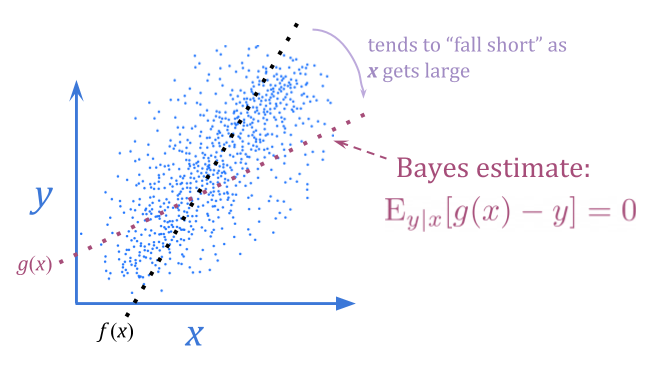 tends to “fall short” as
x gets large
Bayes estimate:
E_{y|x}[g(x) − y] = 0
y
g(x)
f(x)
x